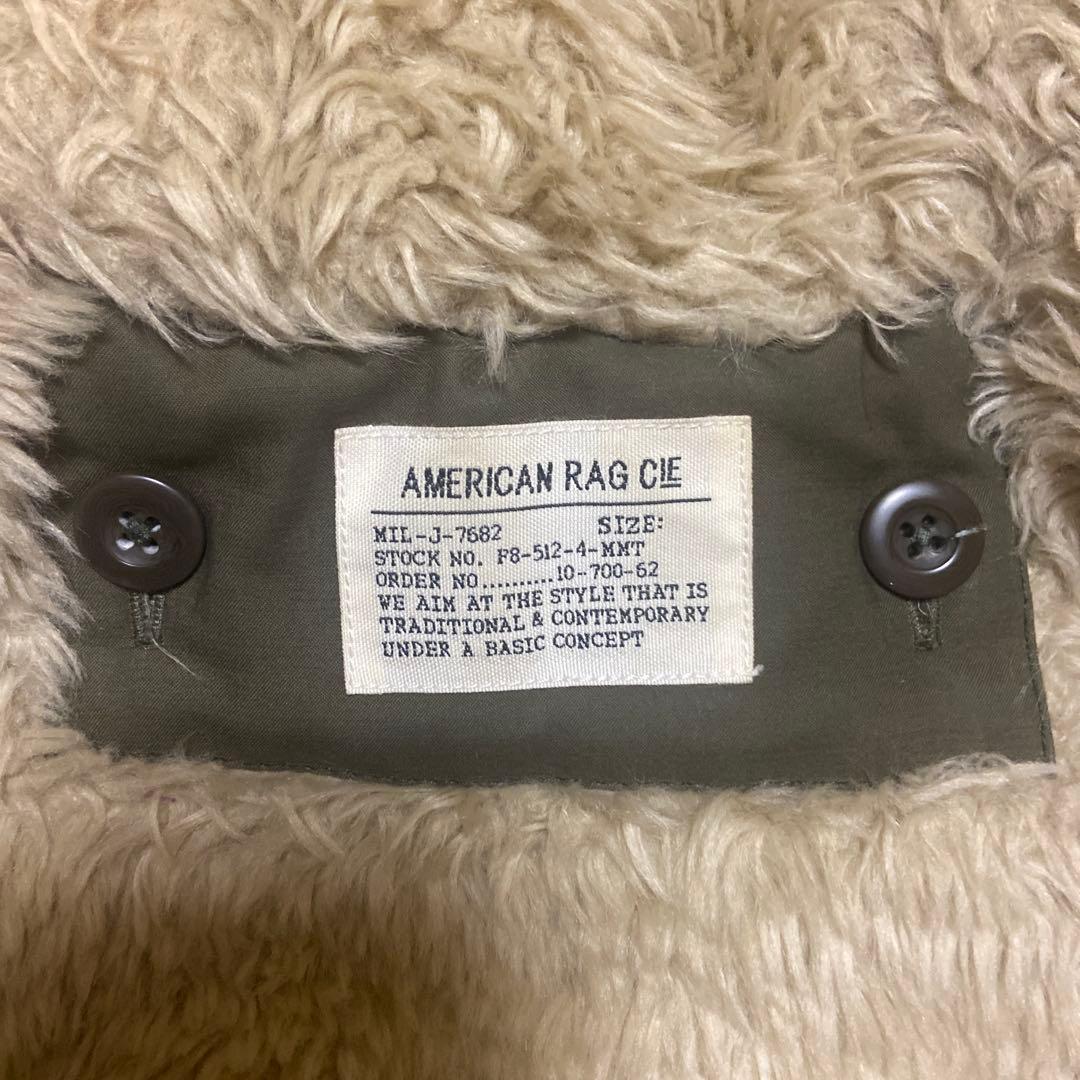 AMERICAN RAG CIE
MIL-J-7682 SIZE:
STOCK NO. F8-512-4-MMT
ORDER NO..........10-700-62
WE AIM AT THE STYLE THAT IS
TRADITIONAL & CONTEMPORARY
UNDER A BASIC CONCEPT